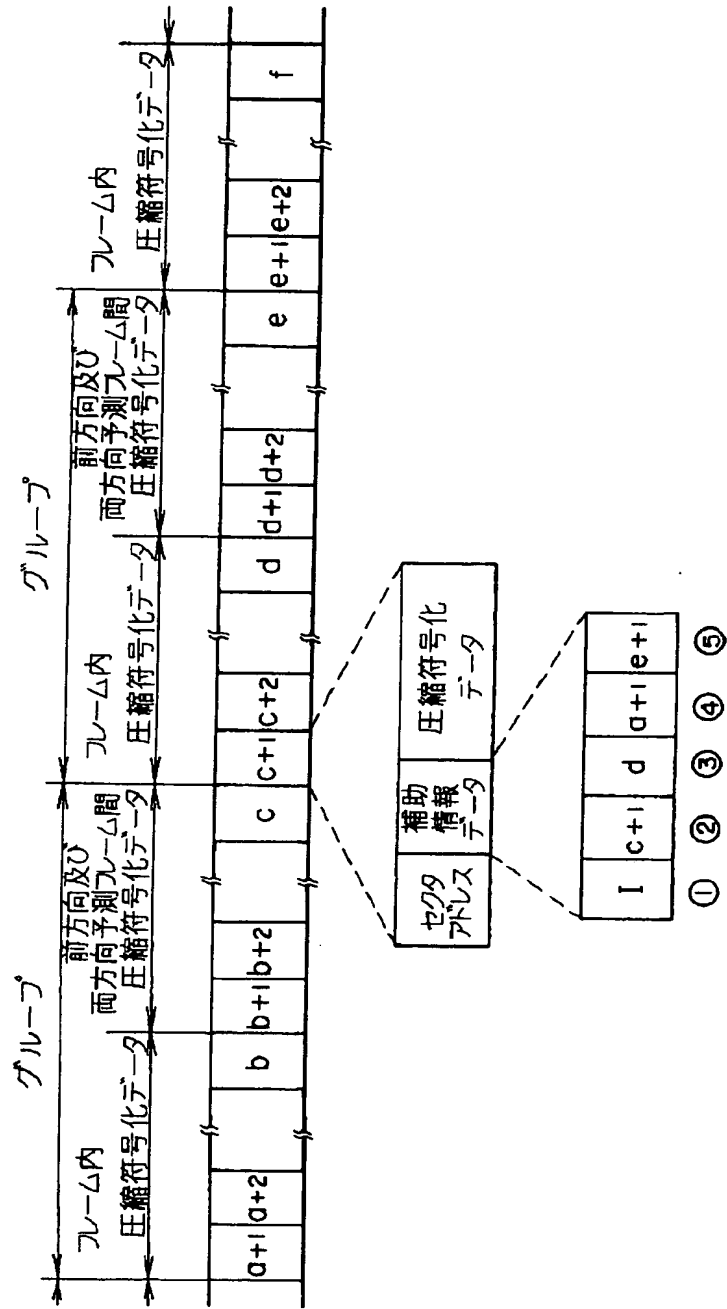 グループ
グループ
フレーム内
圧縮符号化データ
前方向及び
両方向予測フレーム間
圧縮符号化データ
フレーム内
圧縮符号化データ
前方向及び
両方向予測フレーム間
圧縮符号化データ
フレーム内
圧縮符号化データ
a+1 a+2 b b+1 b+2 c c+1 c+2 d d+1 d+2 e e+1 e+2 f
セクタ
アドレス
補助
情報
データ
圧縮符号化
データ
I c+1 d a+1 e+1
① ② ③ ④ ⑤